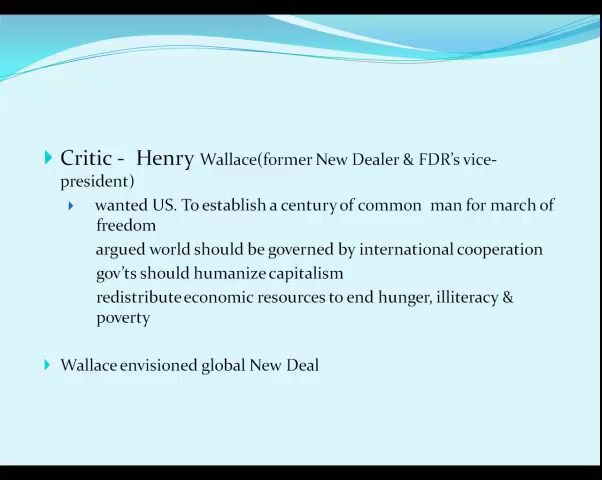 Critic - Henry Wallace(former New Dealer & FDR's vice-
president)
wanted US. To establish a century of common man for march of
freedom
argued world should be governed by international cooperation
gov'ts should humanize capitalism
redistribute economic resources to end hunger, illiteracy &
poverty
Wallace envisioned global New Deal